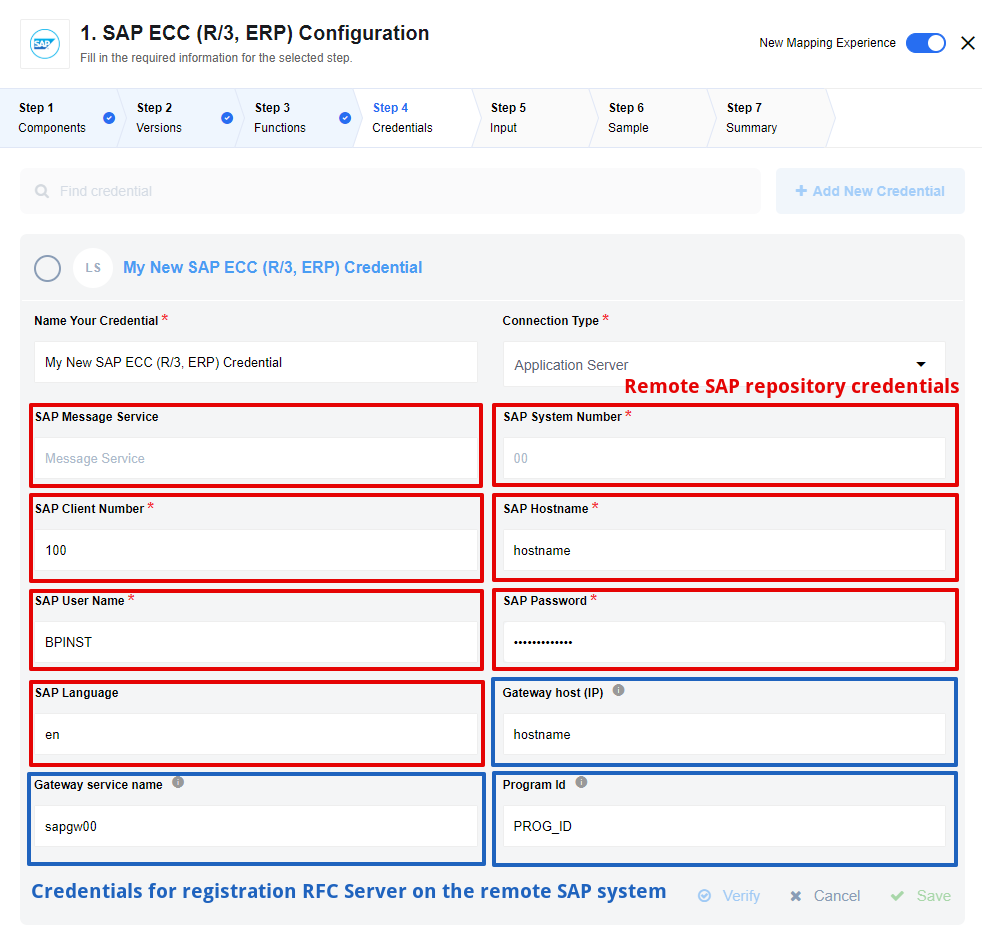 SAP
1. SAP ECC (R/3, ERP) Configuration
Fill in the required information for the selected step.
New Mapping Experience
Step 1
Components
Step 2
Versions
Step 3
Functions
Step 4
Credentials
Step 5
Input
Step 6
Sample
Step 7
Summary
Find credential
+ Add New Credential
LS
My New SAP ECC (R/3, ERP) Credential
Name Your Credential *
My New SAP ECC (R/3, ERP) Credential
Connection Type *
Application Server
Remote SAP repository credentials
SAP Message Service
Message Service
SAP System Number *
00
SAP Client Number *
100
SAP Hostname *
hostname
SAP User Name *
BPINST
SAP Password *
•••••••••••••
SAP Language
en
Gateway host (IP)
hostname
Gateway service name
sapgw00
Program Id
PROG_ID
Credentials for registration RFC Server on the remote SAP system
Verify
Cancel
Save